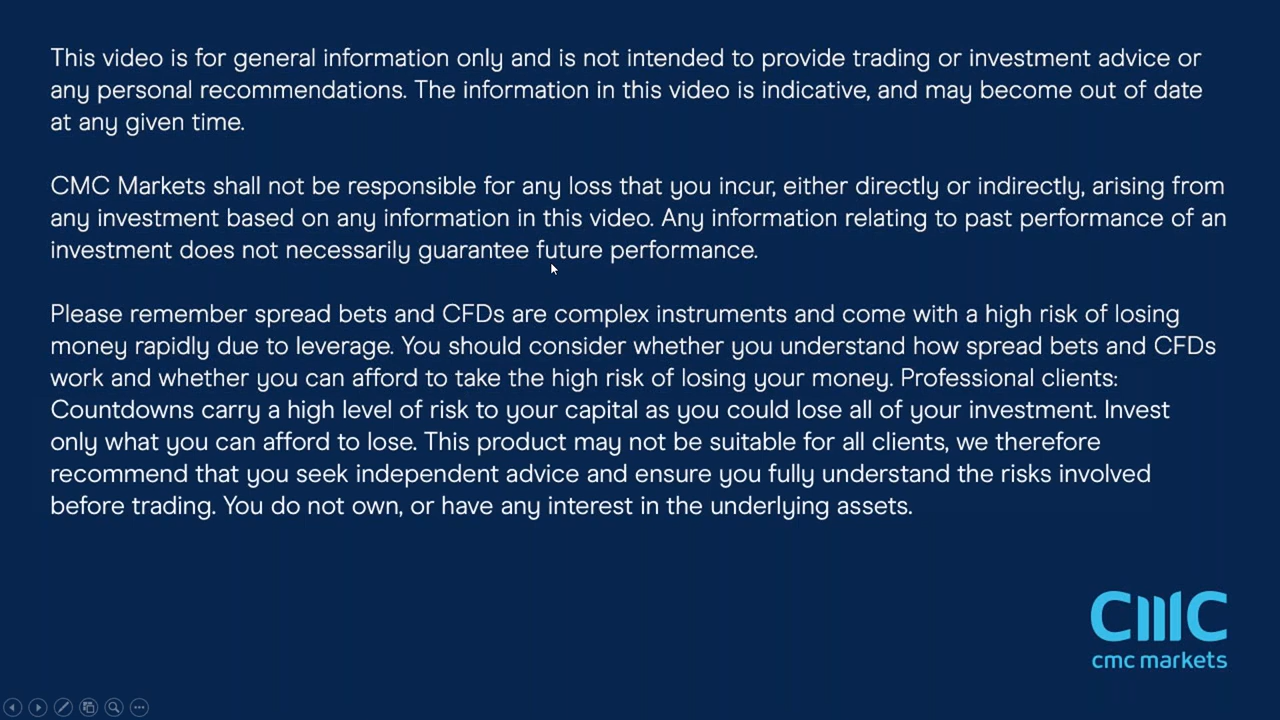 This video is for general information only and is not intended to provide trading or investment advice or
any personal recommendations. The information in this video is indicative, and may become out of date
at any given time.
CMC Markets shall not be responsible for any loss that you incur, either directly or indirectly, arising from
any investment based on any information in this video. Any information relating to past performance of an
investment does not necessarily guarantee future performance.
Please remember spread bets and CFDs are complex instruments and come with a high risk of losing
money rapidly due to leverage. You should consider whether you understand how spread bets and CFDs
work and whether you can afford to take the high risk of losing your money. Professional clients:
Countdowns carry a high level of risk to your capital as you could lose all of your investment. Invest
only what you can afford to lose. This product may not be suitable for all clients, we therefore
recommend that you seek independent advice and ensure you fully understand the risks involved
before trading. You do not own, or have any interest in the underlying assets.
CMC
cmc markets